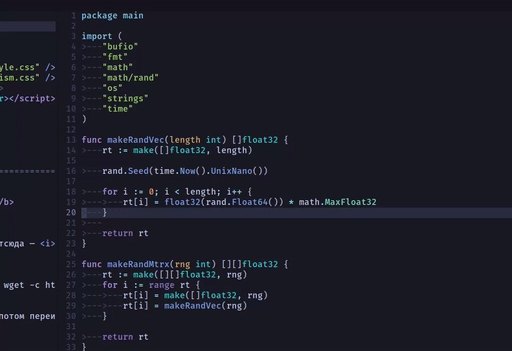 yle.css" />
ism.css" />
r></script>
============
/b>
тсюда — <i>
wget -c ht
потом переи
1 package main
2
3 import (
4 "bufio"
5 "fmt"
6 "math"
7 "math/rand"
8 "os"
9 "strings"
10 "time"
11 )
12
13 func makeRandVec(length int) []float32 {
14 rt := make([]float32, length)
15
16 rand.Seed(time.Now().UnixNano())
17
18 for i := 0; i < length; i++ {
19 rt[i] = float32(rand.Float64()) * math.MaxFloat32
20 }
21
22 return rt
23 }
24
25 func makeRandMtrx(rng int) [][]float32 {
26 rt := make([][]float32, rng)
27 for i := range rt {
28 rt[i] = make([]float32, rng)
29 rt[i] = makeRandVec(rng)
30 }
31
32 return rt
33 }